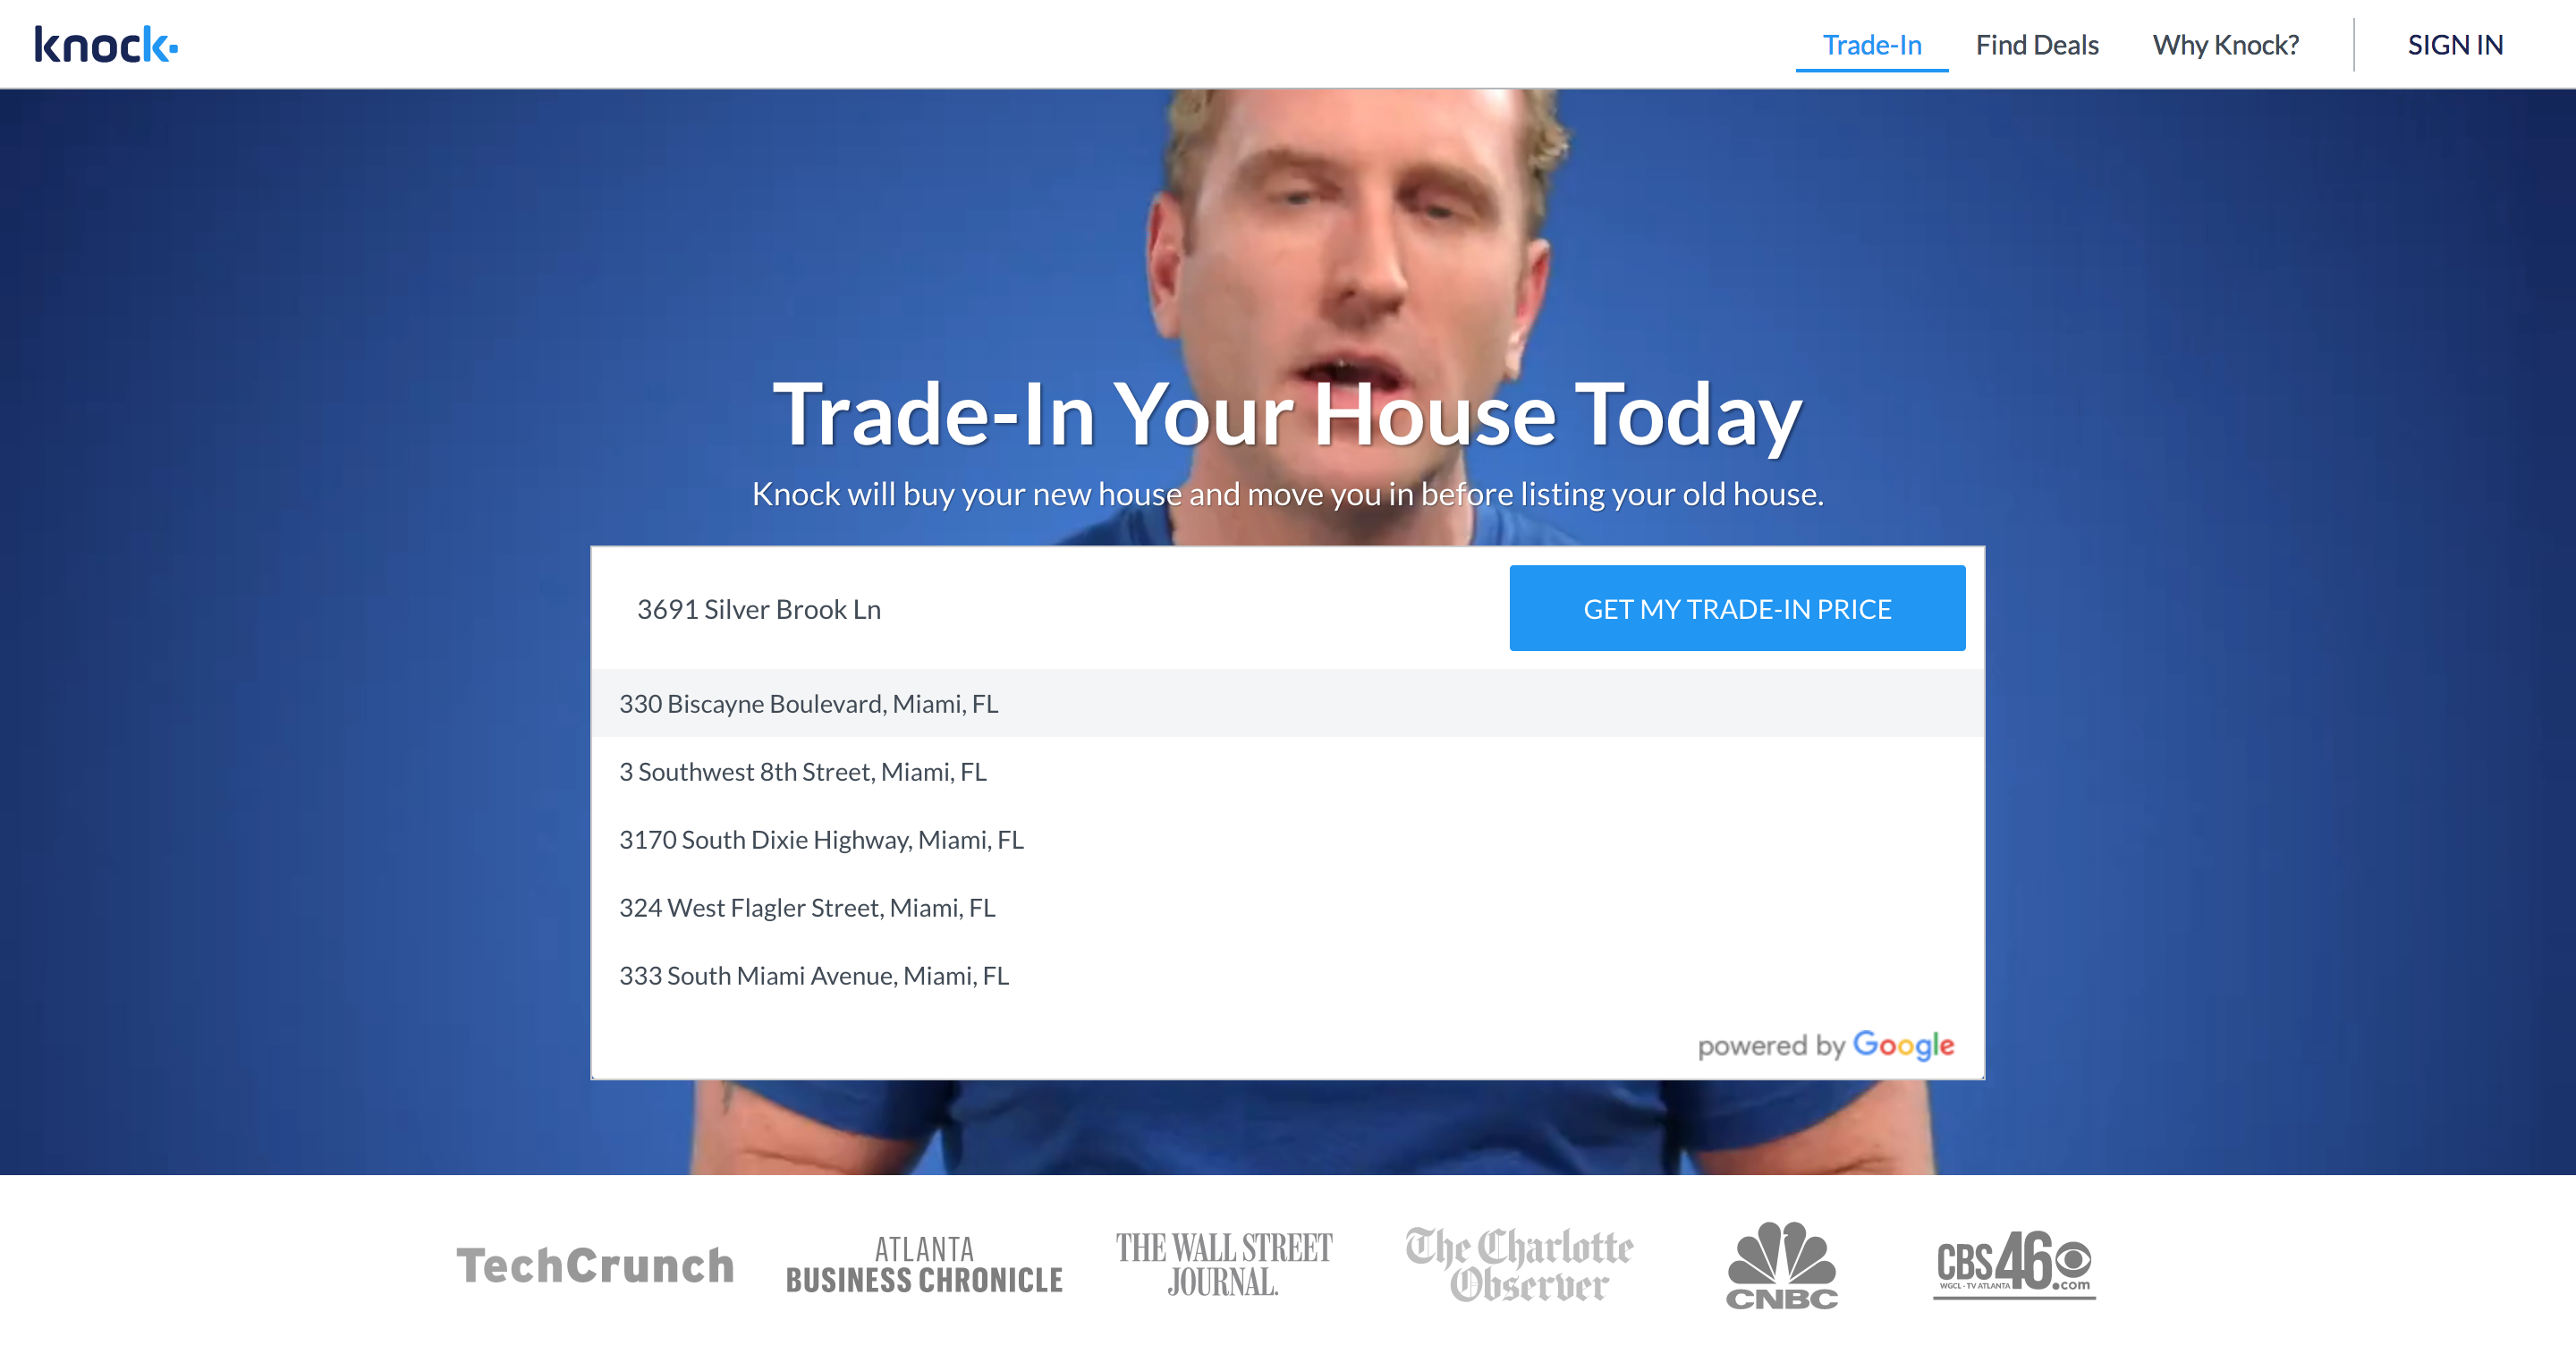 knock
Trade-In
Find Deals
Why Knock?
SIGN IN
Trade-In Your House Today
Knock will buy your new house and move you in before listing your old house.
3691 Silver Brook Ln
GET MY TRADE-IN PRICE
330 Biscayne Boulevard, Miami, FL
3 Southwest 8th Street, Miami, FL
3170 South Dixie Highway, Miami, FL
324 West Flagler Street, Miami, FL
333 South Miami Avenue, Miami, FL
powered by Google
TechCrunch
ATLANTA
BUSINESS CHRONICLE
THE WALL STREET
JOURNAL.
The Charlotte
Observer
CNBC
CBS46.com
WGCL-TV ATLANTA